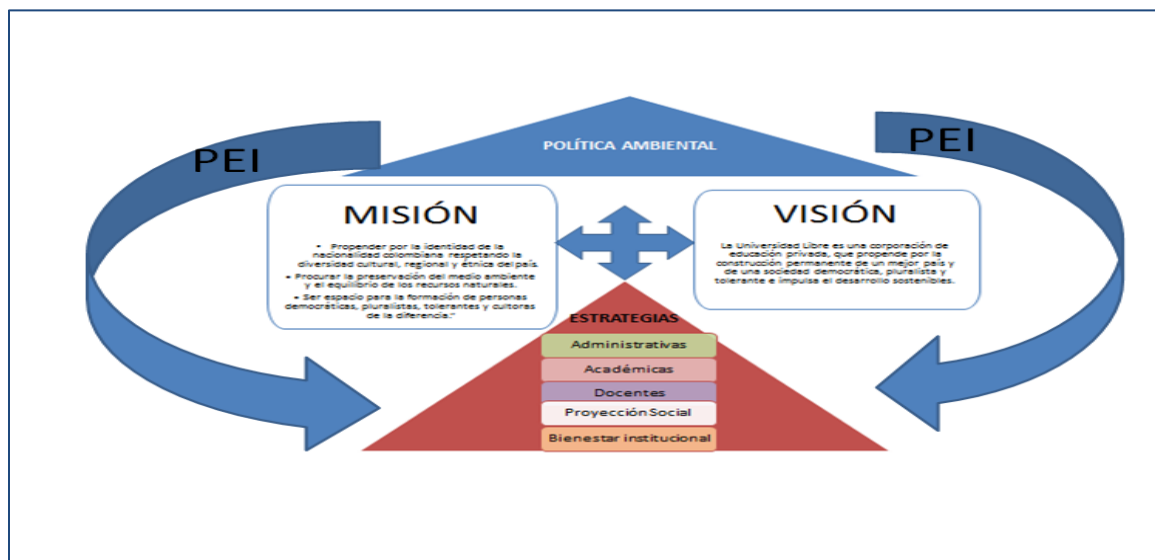 PEI
PEI
POLÍTICA AMBIENTAL
MISIÓN
• Propender por la identidad de la
nacionalidad colombiana respetando la
diversidad cultural, regional y étnica del país.
• Procurar la preservación del medio ambiente
y el equilibrio de los recursos naturales.
• Ser espacio para la formación de personas
democráticas, pluralistas, tolerantes y cultoras
de la diferencia."
VISIÓN
La Universidad Libre es una corporación de
educación privada, que propende por la
construcción permanente de un mejor país y
de una sociedad democrática, pluralista y
tolerante e impulsa el desarrollo sostenibles.
ESTRATEGIAS
Administrativas
Académicas
Docentes
Proyección Social
Bienestar institucional